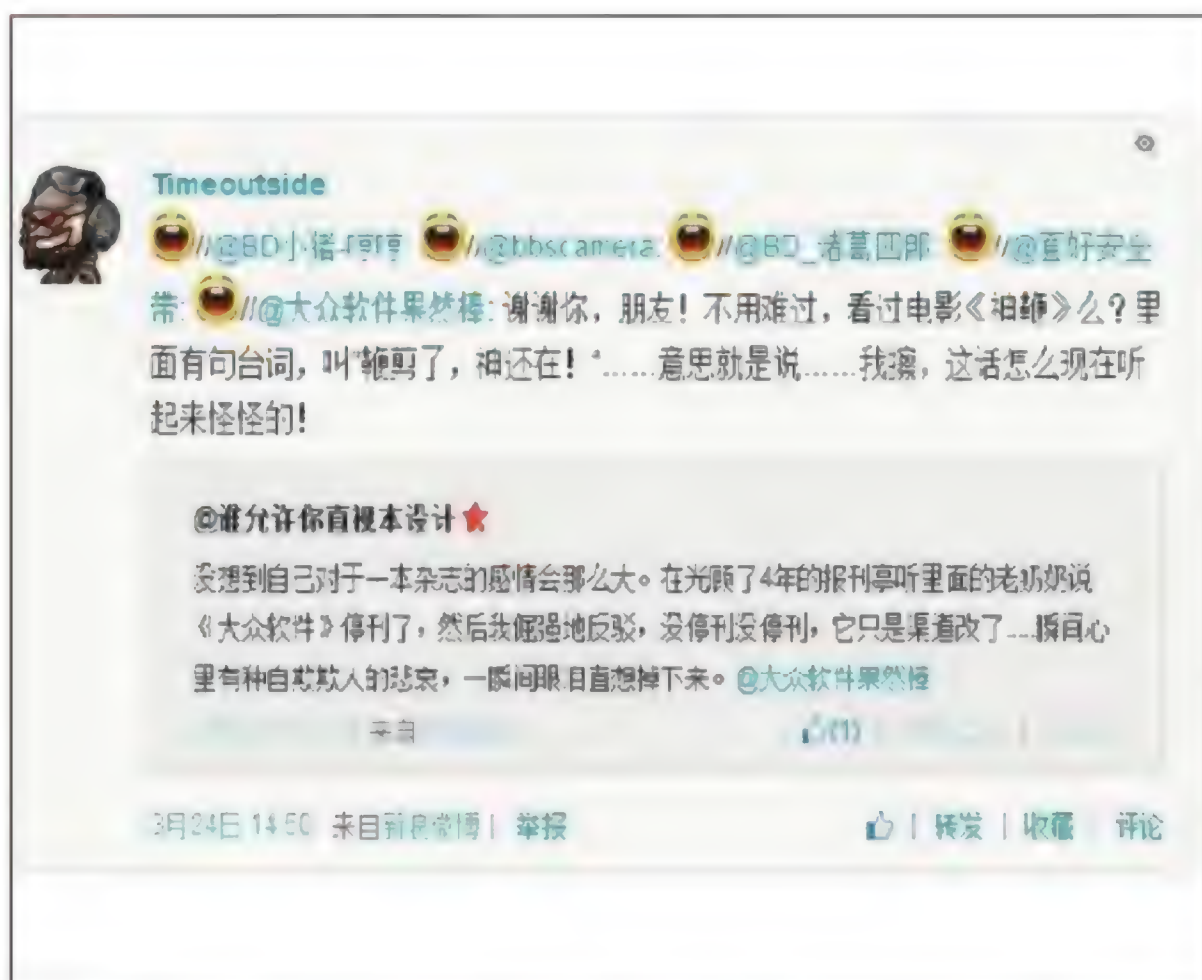 Timeoutside
//@BD小猪-哼哼 //@bbscamera: //@BD_诸葛四郎 //@直好安全
带: //@大众软件果然棒: 谢谢你，朋友！不用难过，看过电影《神鞭》么？里
面有句台词，叫“鞭剪了，神还在！”……意思就是说……我擦，这话怎么现在听
起来怪怪的！
@谁允许你直视本设计
没想到自己对于一本杂志的感情会那么大。在光顾了4年的报刊亭听里面的老奶奶说
《大众软件》停刊了，然后我倔强地反驳，没停刊没停刊，它只是渠道改了....瞬间心
里有种自欺欺人的悲哀，一瞬间眼泪直想掉下来。@大众软件果然棒
来自
(1)
3月24日 14:50 来自新浪微博 | 举报
| 转发 | 收藏 | 评论